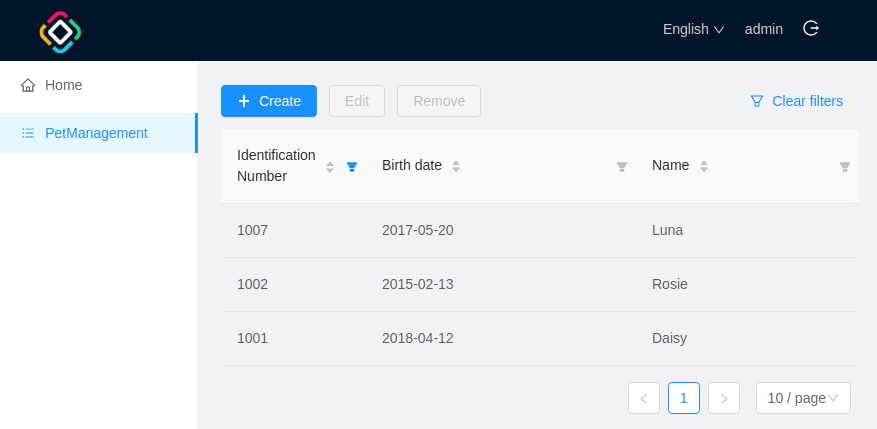 English admin
Home
PetManagement
Create Edit Remove Clear filters
Identification
Number
Birth date Name
1007 2017-05-20 Luna
1002 2015-02-13 Rosie
1001 2018-04-12 Daisy
1 10 / page